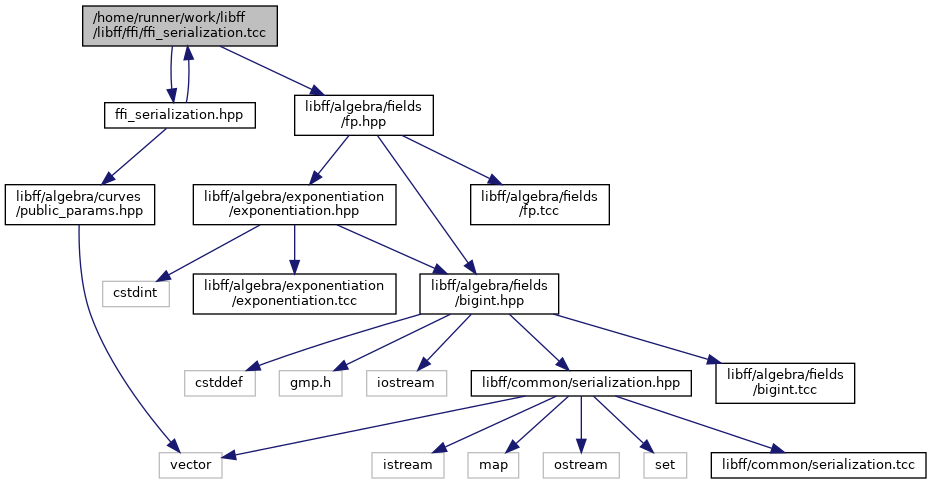 /home/runner/work/libff
/libff/ffi/ffi_serialization.tcc
ffi_serialization.hpp
libff/algebra/fields
/fp.hpp
libff/algebra/curves
/public_params.hpp
libff/algebra/exponentiation
/exponentiation.hpp
libff/algebra/fields
/fp.tcc
cstdint
libff/algebra/exponentiation
/exponentiation.tcc
libff/algebra/fields
/bigint.hpp
cstddef
gmp.h
iostream
libff/common/serialization.hpp
libff/algebra/fields
/bigint.tcc
vector
istream
map
ostream
set
libff/common/serialization.tcc